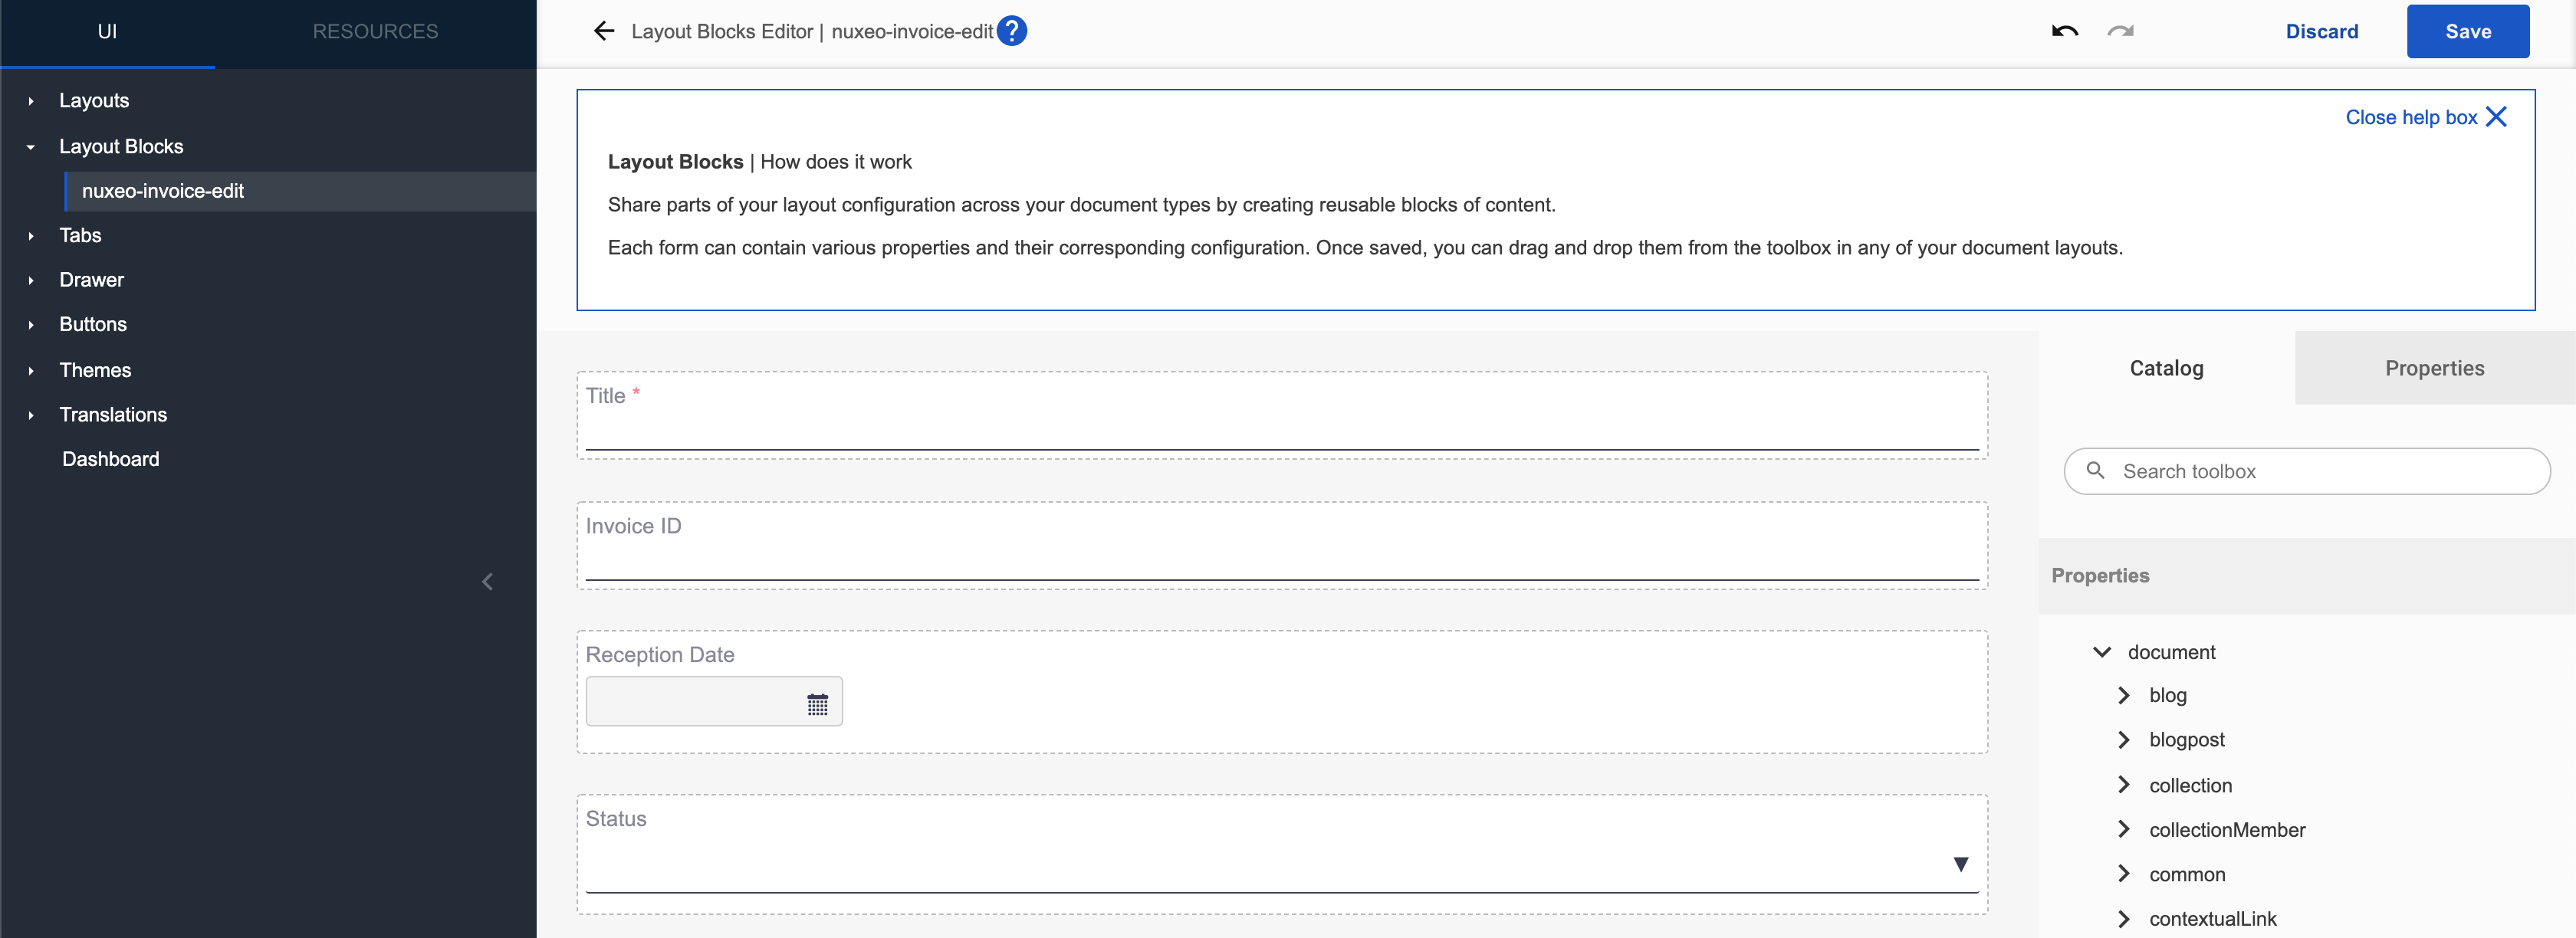 UI
RESOURCES
Layouts
Layout Blocks
nuxeo-invoice-edit
Tabs
Drawer
Buttons
Themes
Translations
Dashboard
Layout Blocks Editor | nuxeo-invoice-edit ?
Discard
Save
Close help box
Layout Blocks | How does it work
Share parts of your layout configuration across your document types by creating reusable blocks of content.
Each form can contain various properties and their corresponding configuration. Once saved, you can drag and drop them from the toolbox in any of your document layouts.
Title *
Invoice ID
Reception Date
Status
Catalog
Properties
Search toolbox
Properties
document
blog
blogpost
collection
collectionMember
common
contextualLink